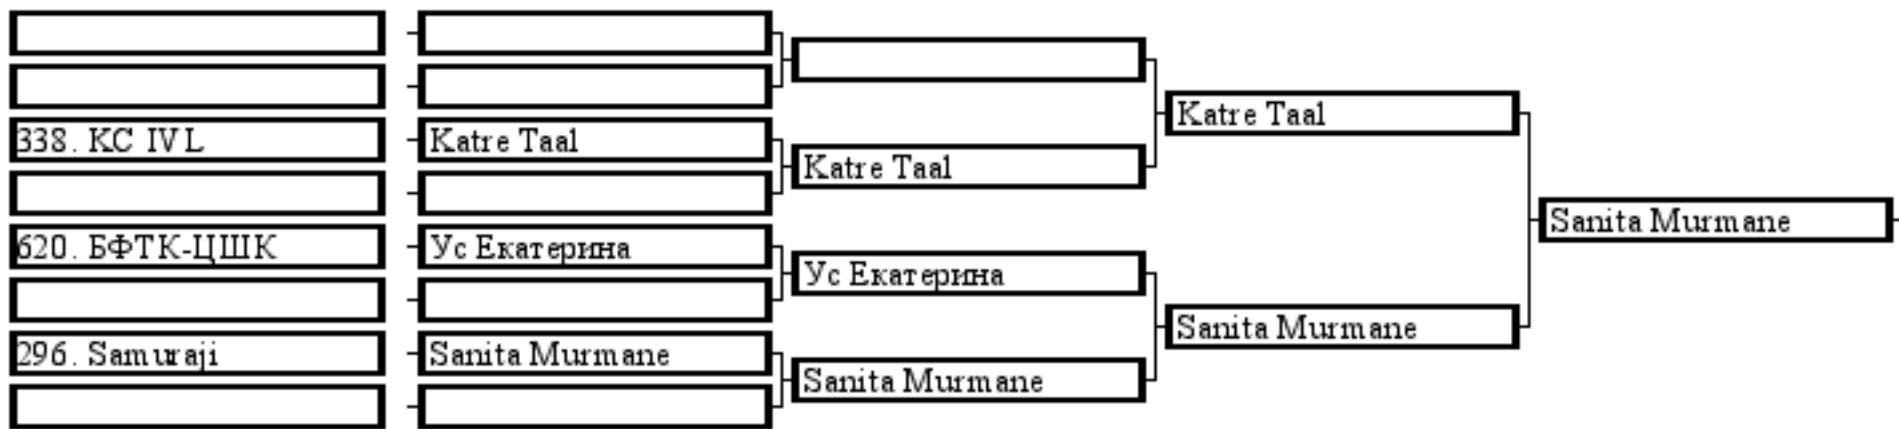 338. KC IVL
Katre Taal
Katre Taal
Katre Taal
620. БФТК-ЦШК
Ус Екатерина
Ус Екатерина
Sanita Murmane
Sanita Murmane
296. Samuraji
Sanita Murmane
Sanita Murmane